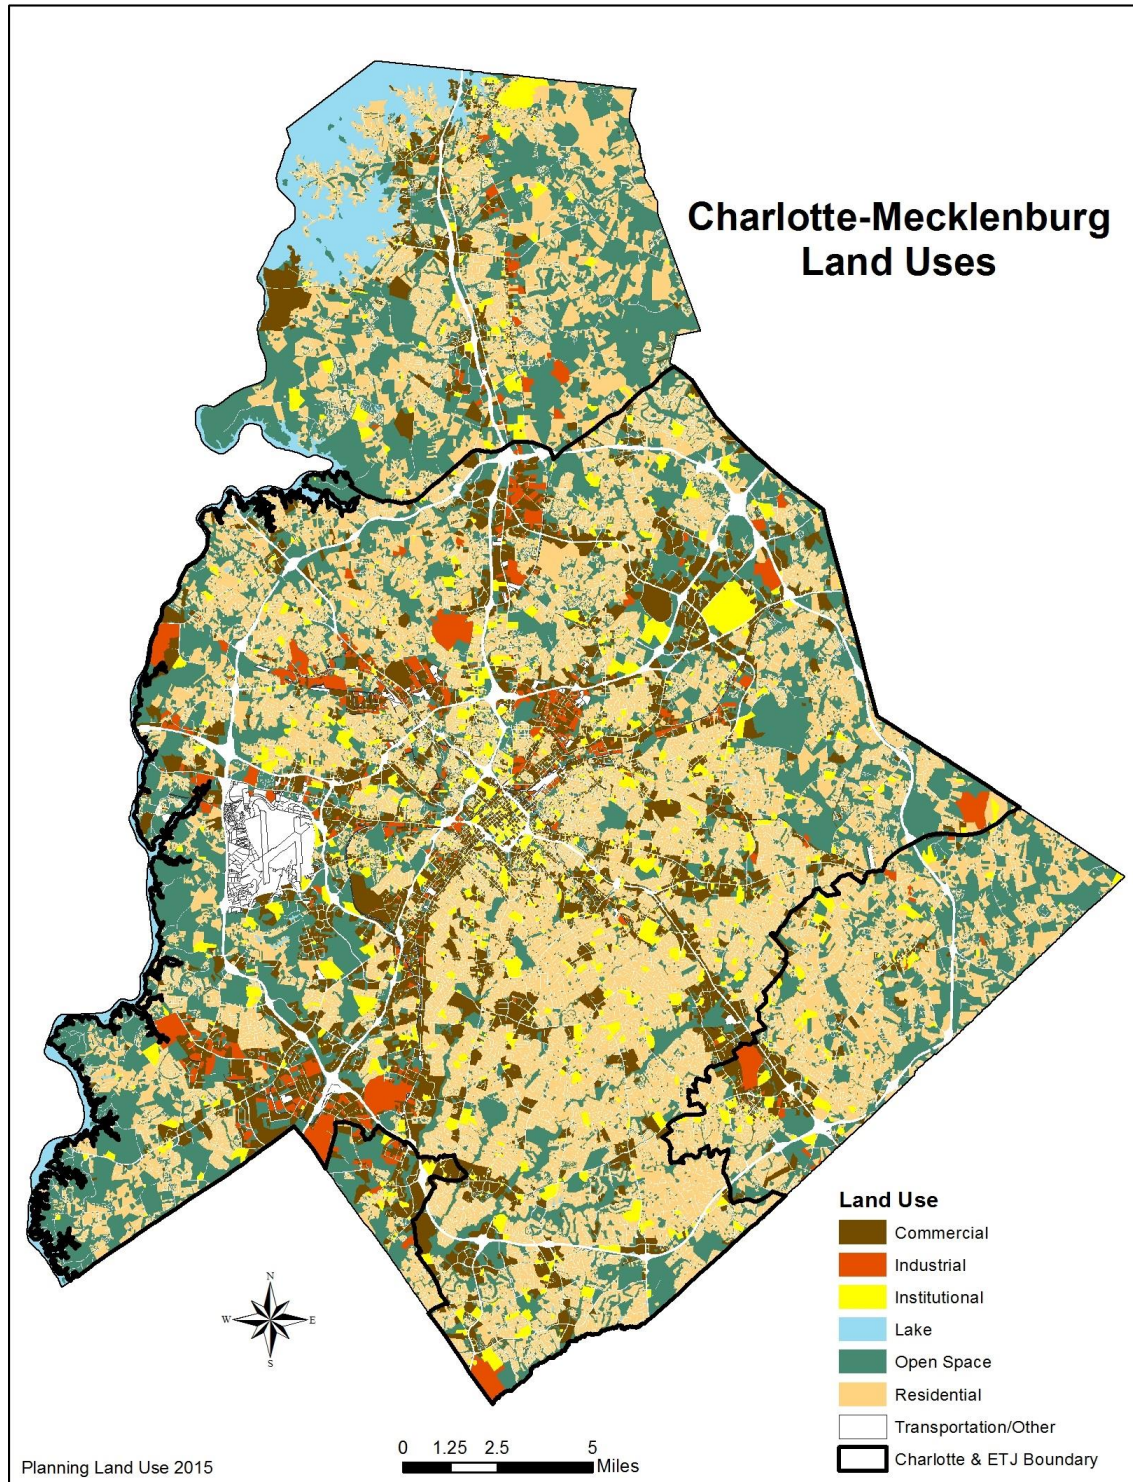 Charlotte-Mecklenburg
Land Uses
Land Use
Commercial
Industrial
Institutional
Lake
Open Space
Residential
Transportation/Other
Charlotte & ETJ Boundary
N
W E
S
0 1.25 2.5 5
Miles
Planning Land Use 2015